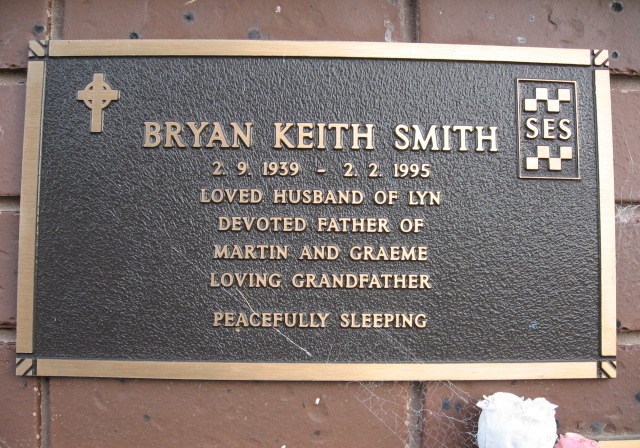 BRYAN KEITH SMITH
SES
2. 9. 1939 - 2. 2. 1995
LOVED HUSBAND OF LYN
DEVOTED FATHER OF
MARTIN AND GRAEME
LOVING GRANDFATHER
PEACEFULLY SLEEPING